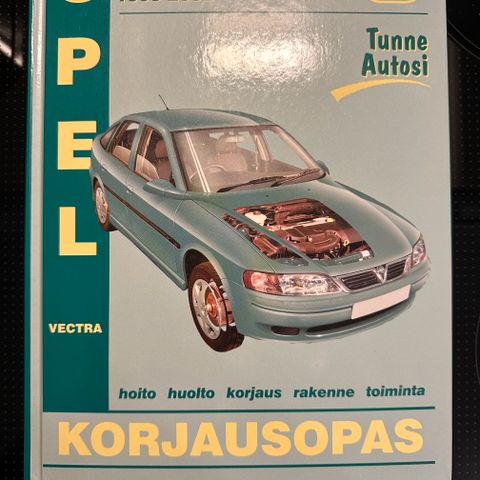 OPEL
Tunne
Autosi
VECTRA
hoito huolto korjaus rakenne toiminta
KORJAUSOPAS